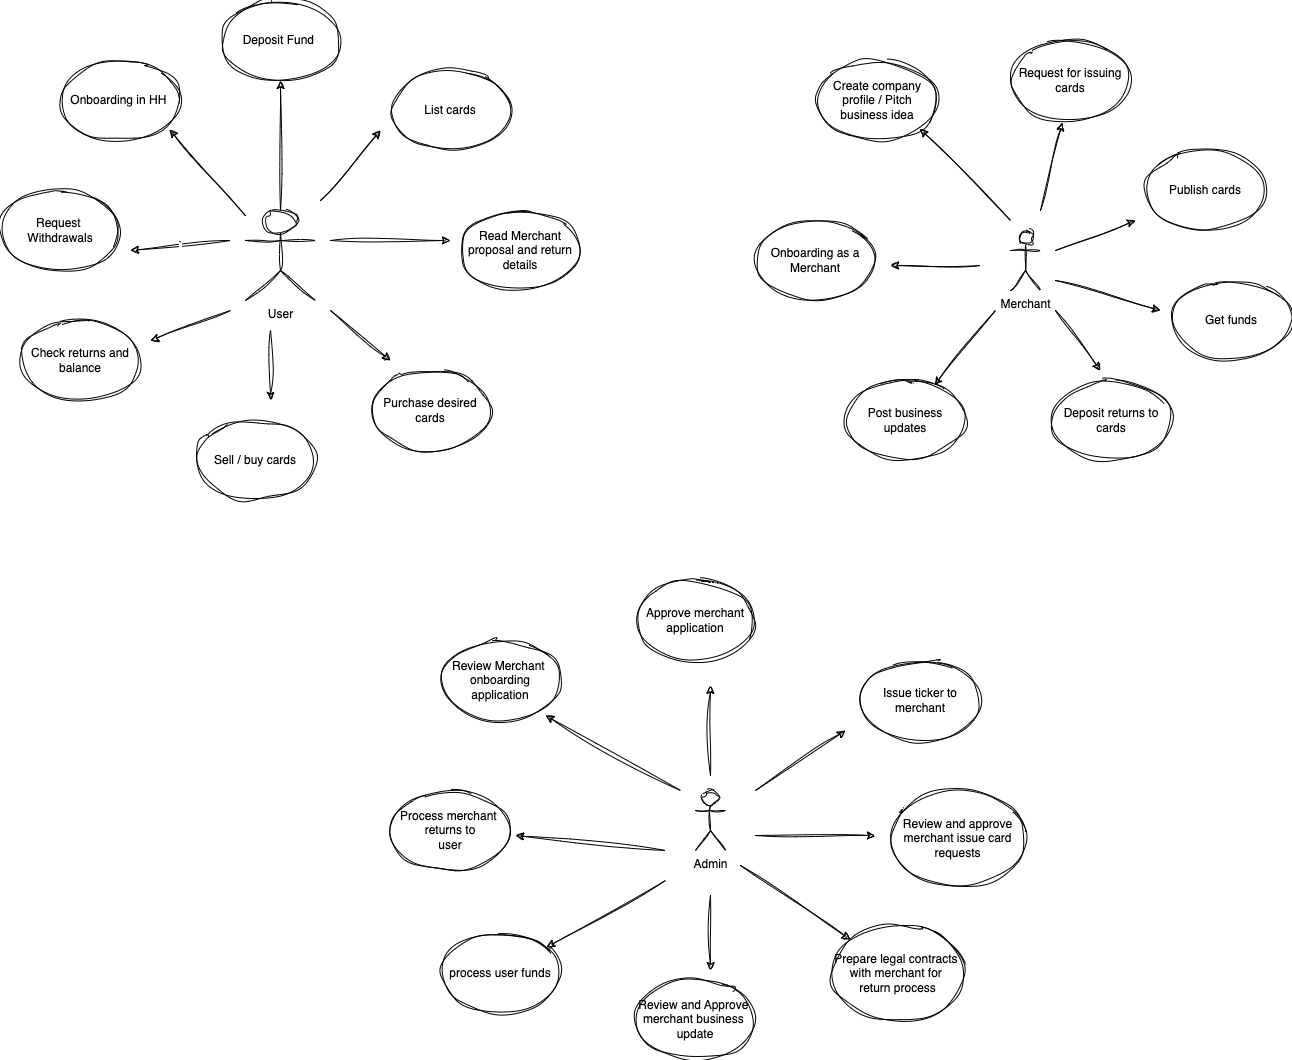 Deposit Fund
Onboarding in HH
List cards
Request
Withdrawals
Read Merchant
proposal and return
details
User
Check returns and
balance
Purchase desired
cards
Sell / buy cards
Create company
profile / Pitch
business idea
Request for issuing
cards
Publish cards
Onboarding as a
Merchant
Merchant
Get funds
Post business
updates
Deposit returns to
cards
Approve merchant
application
Review Merchant
onboarding
application
Issue ticker to
merchant
Process merchant
returns to
user
Review and approve
merchant issue card
requests
Admin
process user funds
Prepare legal contracts
with merchant for
return process
Review and Approve
merchant business
update